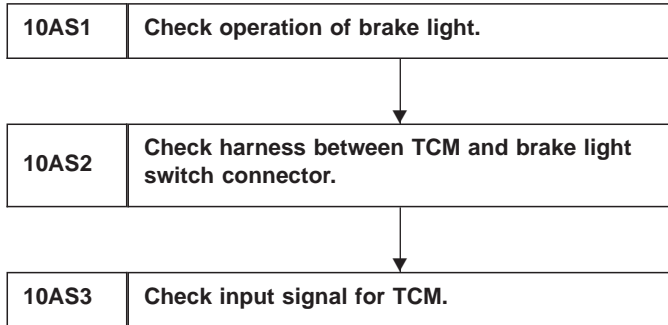 10AS1 Check operation of brake light.
10AS2 Check harness between TCM and brake light
switch connector.
10AS3 Check input signal for TCM.